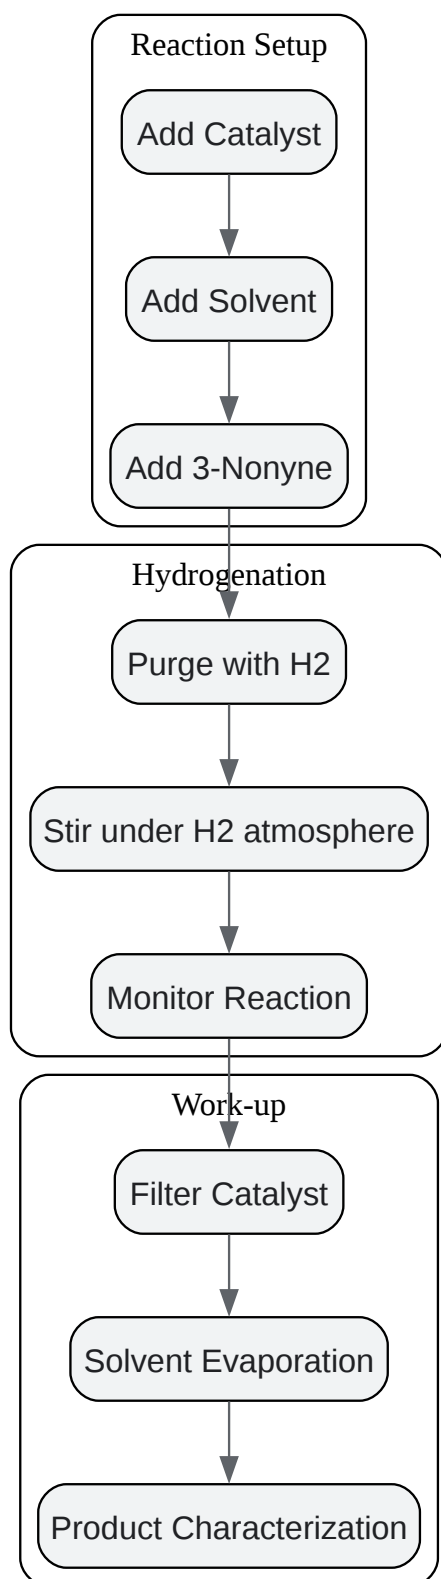 Reaction Setup
Add Catalyst
Add Solvent
Add 3-Nonyne
Hydrogenation
Purge with H2
Stir under H2 atmosphere
Monitor Reaction
Work-up
Filter Catalyst
Solvent Evaporation
Product Characterization